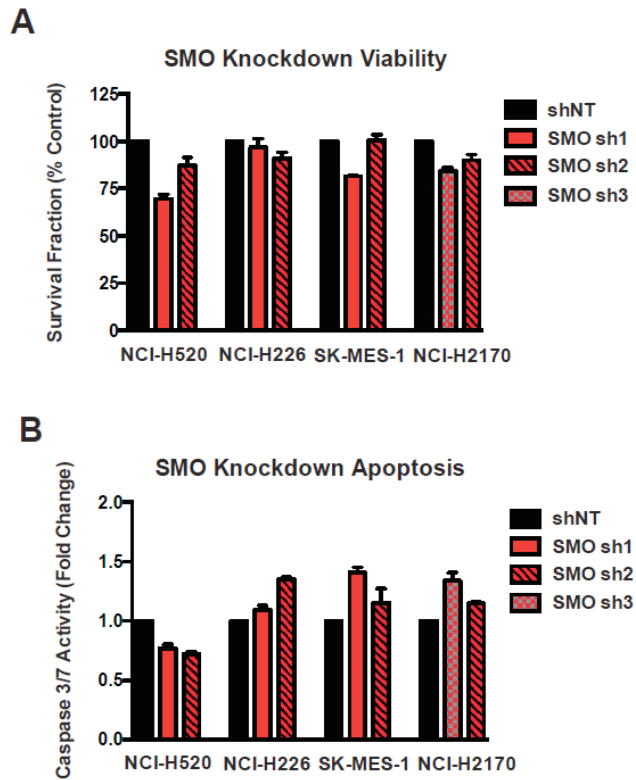 A
SMO Knockdown Viability
Survival Fraction (% Control)
125
100
75
50
25
0
NCI-H520 NCI-H226 SK-MES-1 NCI-H2170
shNT
SMO sh1
SMO sh2
SMO sh3
B
SMO Knockdown Apoptosis
Caspase 3/7 Activity (Fold Change)
2.0
1.5
1.0
0.5
0.0
NCI-H520 NCI-H226 SK-MES-1 NCI-H2170
shNT
SMO sh1
SMO sh2
SMO sh3